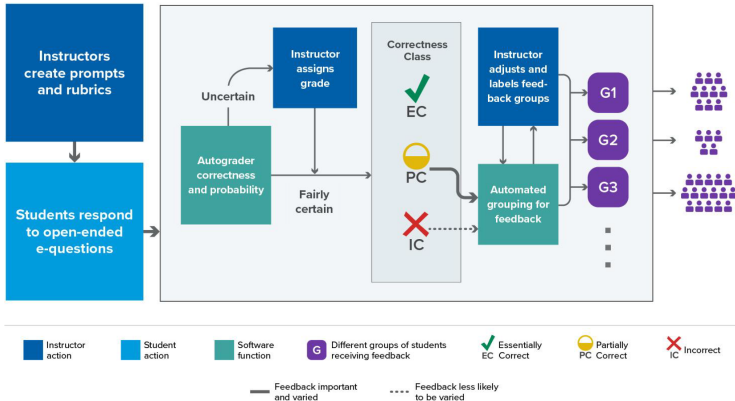 Instructors
create prompts
and rubrics
Students respond
to open-ended
e-questions
Uncertain
Instructor
assigns
grade
Autograder
correctness
and probability
Fairly
certain
Correctness
Class
EC
PC
IC
Instructor
adjusts and
labels feed-
back groups
Automated
grouping for
feedback
G1
G2
G3
Instructor
action
Student
action
Software
function
G
Different groups of students
receiving feedback
EC
Essentially
Correct
PC
Partially
Correct
IC
Incorrect
Feedback important
and varied
Feedback less likely
to be varied